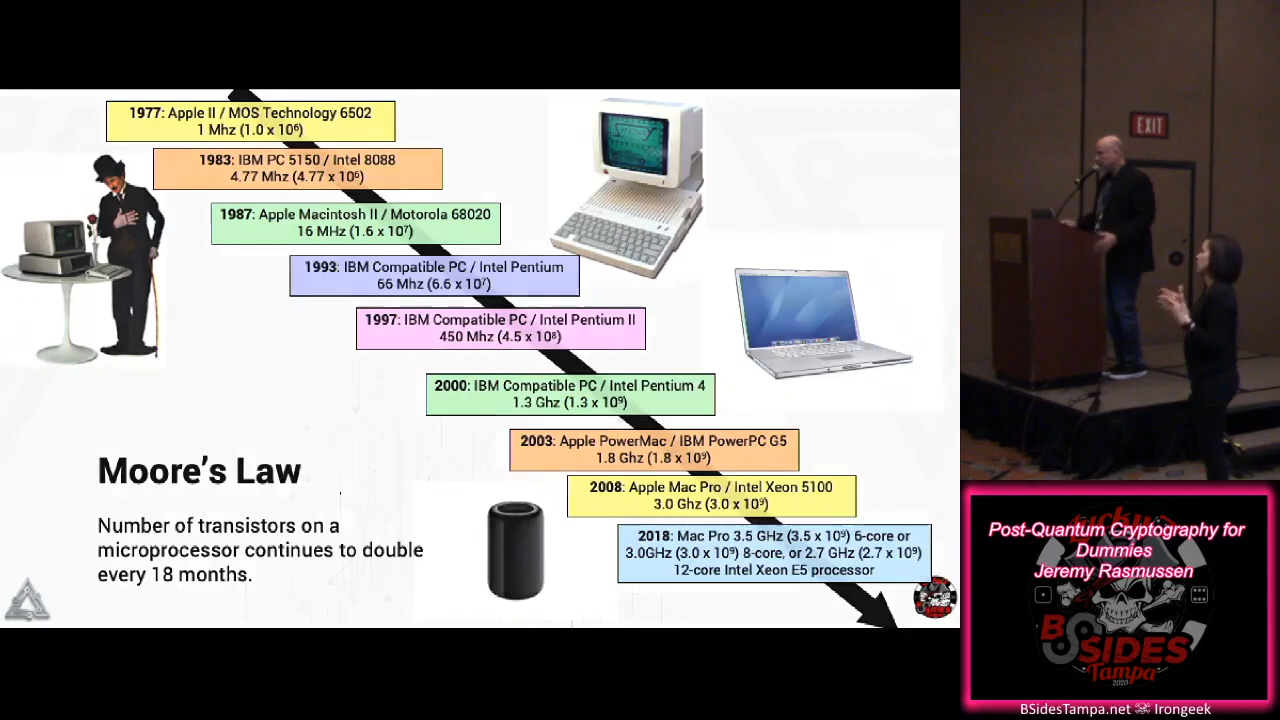 1977: Apple II / MOS Technology 6502
1 Mhz (1.0 x 10⁶)
1983: IBM PC 5150 / Intel 8088
4.77 Mhz (4.77 x 10⁶)
1987: Apple Macintosh II / Motorola 68020
16 MHz (1.6 x 10⁷)
1993: IBM Compatible PC / Intel Pentium
66 Mhz (6.6 x 10⁷)
1997: IBM Compatible PC / Intel Pentium II
450 Mhz (4.5 x 10⁸)
2000: IBM Compatible PC / Intel Pentium 4
1.3 Ghz (1.3 x 10⁹)
2003: Apple PowerMac / IBM PowerPC G5
1.8 Ghz (1.8 x 10⁹)
2008: Apple Mac Pro / Intel Xeon 5100
3.0 Ghz (3.0 x 10⁹)
2018: Mac Pro 3.5 GHz (3.5 x 10⁹) 6-core or
3.0GHz (3.0 x 10⁹) 8-core, or 2.7 GHz (2.7 x 10⁹)
12-core Intel Xeon E5 processor
Moore's Law
Number of transistors on a
microprocessor continues to double
every 18 months.
EXIT
Post-Quantum Cryptography for
Dummies
Jeremy Rasmussen
BSIDES
Tampa
2020
BSidesTampa.net Irongeek